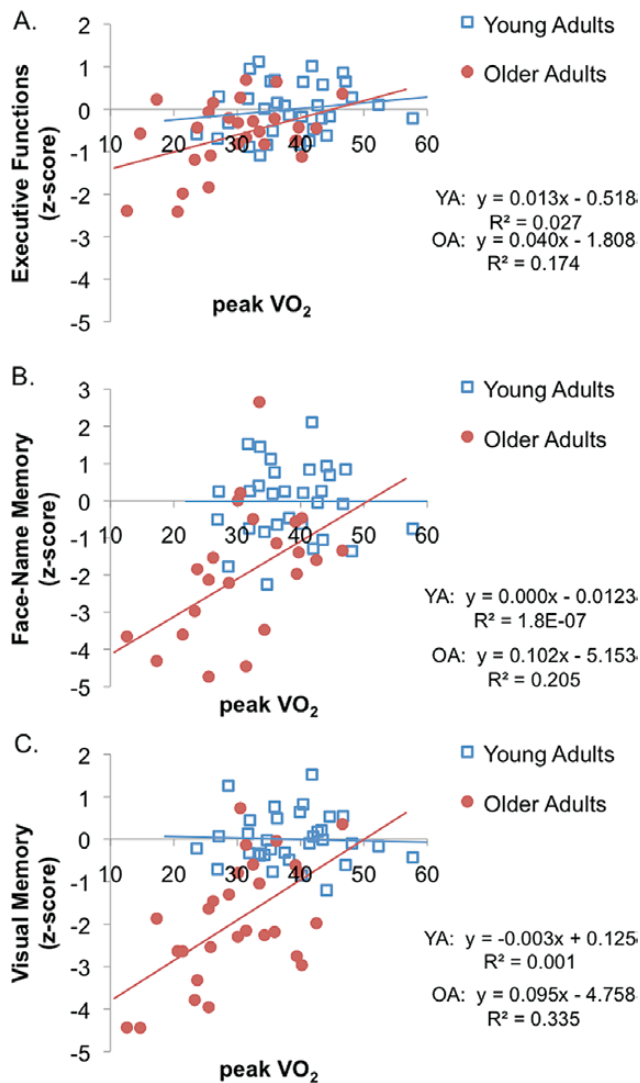 A.
Young Adults
Older Adults
2
1
0
-1
-2
-3
-4
-5
10 20 30 40 50 60
Executive Functions
(z-score)
peak VO₂
YA: y = 0.013x - 0.518
R² = 0.027
OA: y = 0.040x - 1.808
R² = 0.174
B.
Young Adults
Older Adults
3
2
1
0
-1
-2
-3
-4
-5
10 20 30 40 50 60
Face-Name Memory
(z-score)
peak VO₂
YA: y = 0.000x - 0.0123
R² = 1.8E-07
OA: y = 0.102x - 5.153
R² = 0.205
C.
Young Adults
Older Adults
2
1
0
-1
-2
-3
-4
-5
10 20 30 40 50 60
Visual Memory
(z-score)
peak VO₂
YA: y = -0.003x + 0.125
R² = 0.001
OA: y = 0.095x - 4.758
R² = 0.335